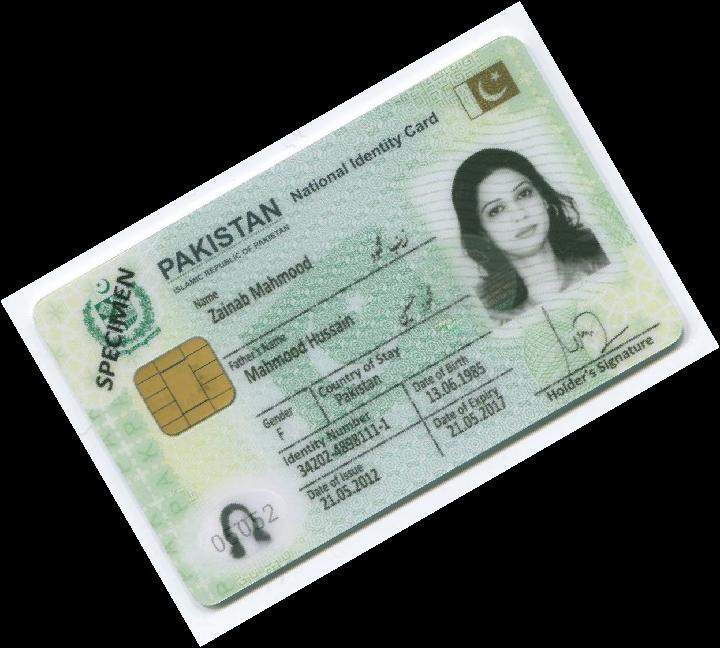 PAKISTAN National Identity Card
ISLAMIC REPUBLIC OF PAKISTAN
SPECIMEN
Name
Zainab Mahmood
زینب محمود
Father's Name
Mahmood Hussain
محمود حسین
Gender
F
Country of Stay
Pakistan
Identity Number
34202-4898111-1
Date of Birth
13.06.1985
Date of Issue
21.05.2012
Date of Expiry
21.05.2017
Holder's Signature